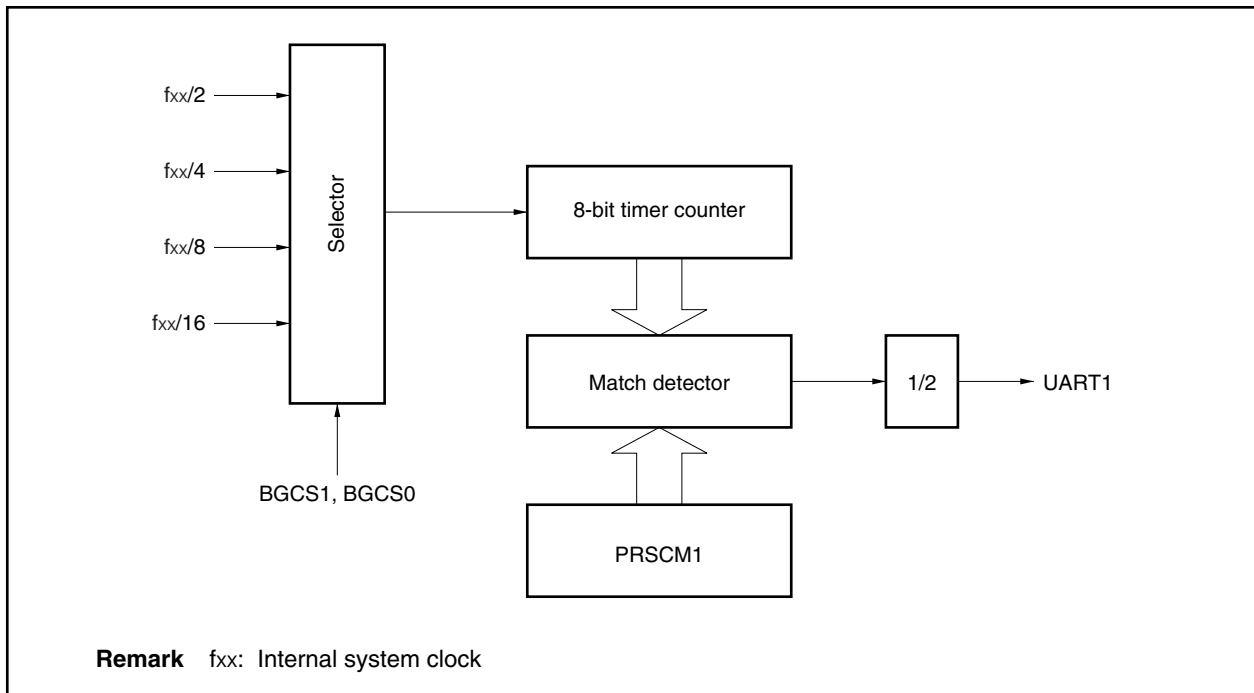 fxx/2
fxx/4
fxx/8
fxx/16
Selector
BGCS1, BGCS0
8-bit timer counter
Match detector
PRSCM1
1/2
UART1
Remark fxx: Internal system clock